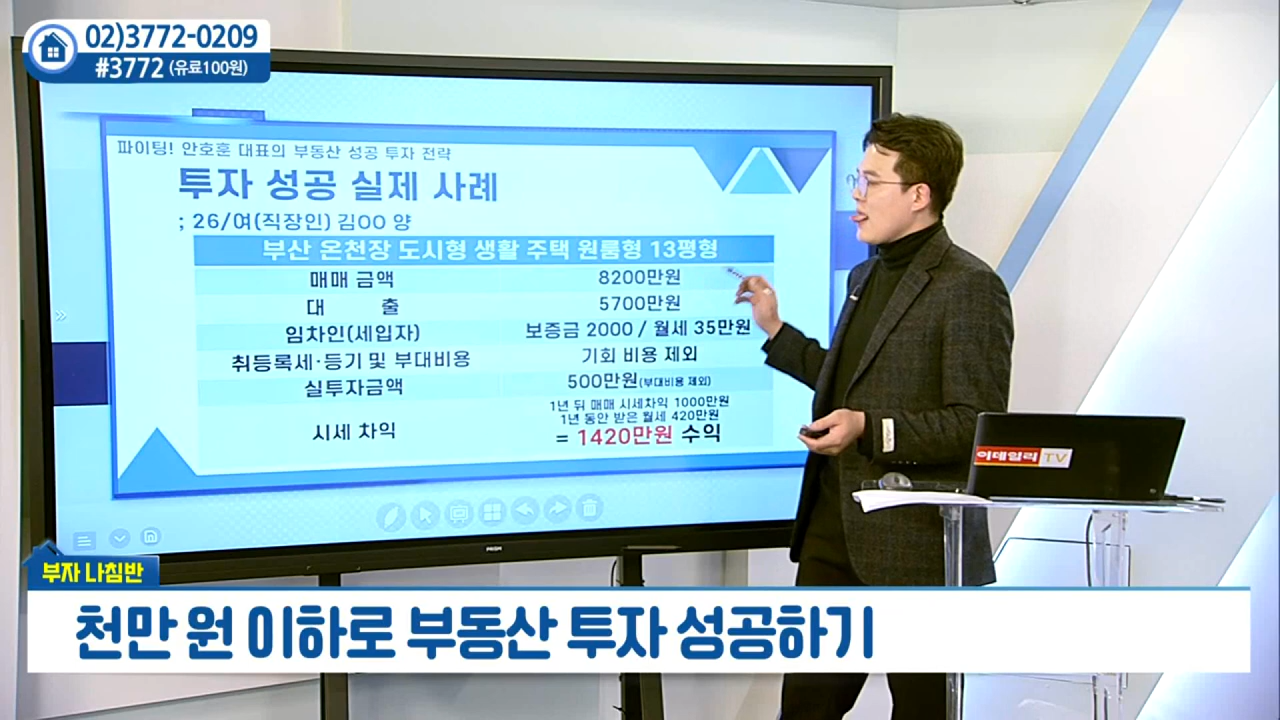 02)3772-0209
#3772 (유료100원)
파이팅! 안호훈 대표의 부동산 성공 투자 전략
투자 성공 실제 사례
; 26/여(직장인) 김OO 양
부산 온천장 도시형 생활 주택 원룸형 13평형
매매 금액 8200만원
대 출 5700만원
임차인(세입자) 보증금 2000 / 월세 35만원
취등록세·등기 및 부대비용 기회 비용 제외
실투자금액 500만원(부대비용 제외)
시세 차익 1년 뒤 매매 시세차익 1000만원
1년 동안 받은 월세 420만원
= 1420만원 수익
이데일리 TV
PRISM
부자 나침반
천만 원 이하로 부동산 투자 성공하기